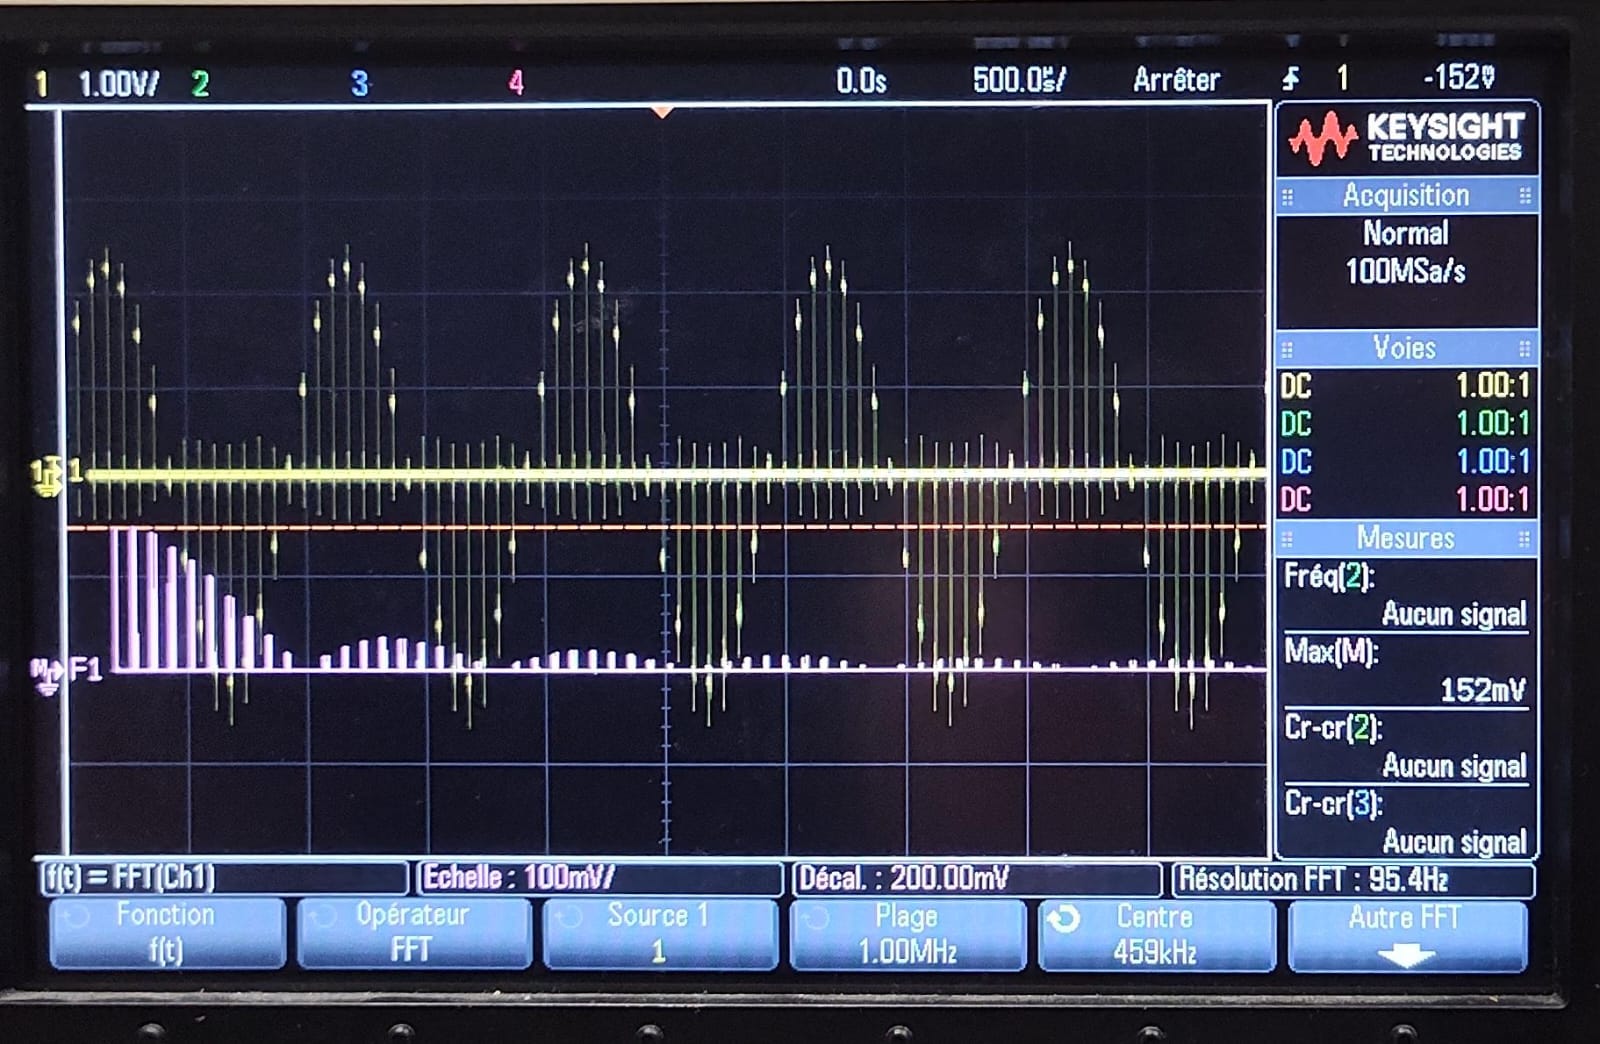 1 1.00V/ 2 3 4 0.0s 500.0µs/ Arrêter 1 -152mV
KEYSIGHT
TECHNOLOGIES
Acquisition
Normal
100MSa/s
Voies
DC 1.00:1
DC 1.00:1
DC 1.00:1
DC 1.00:1
Mesures
Fréq(2):
Aucun signal
Max(M):
152mV
Cr-cr(2):
Aucun signal
Cr-cr(3):
Aucun signal
1
F1
f(t) = FFT(Ch1) Echelle : 100mV/ Décal. : 200.00mV Résolution FFT : 95.4Hz
Fonction Opérateur Source 1 Plage Centre Autre FFT
f(t) FFT 1 1.00MHz 459kHz